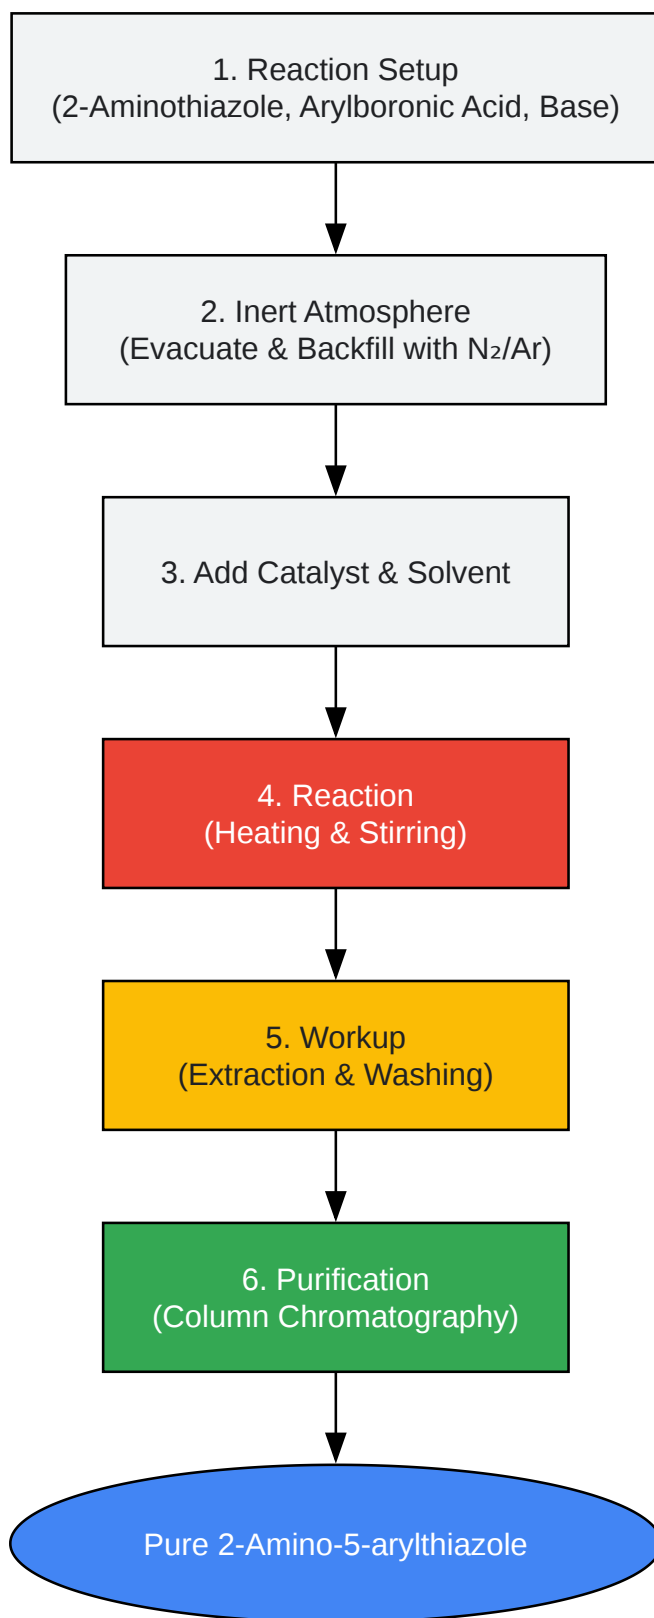 1. Reaction Setup
(2-Aminothiazole, Arylboronic Acid, Base)
2. Inert Atmosphere
(Evacuate & Backfill with N₂/Ar)
3. Add Catalyst & Solvent
4. Reaction
(Heating & Stirring)
5. Workup
(Extraction & Washing)
6. Purification
(Column Chromatography)
Pure 2-Amino-5-arylthiazole